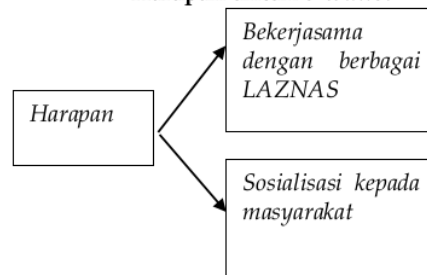 Harapan
Bekerjasama
dengan berbagai
LAZNAS
Sosialisasi kepada
masyarakat